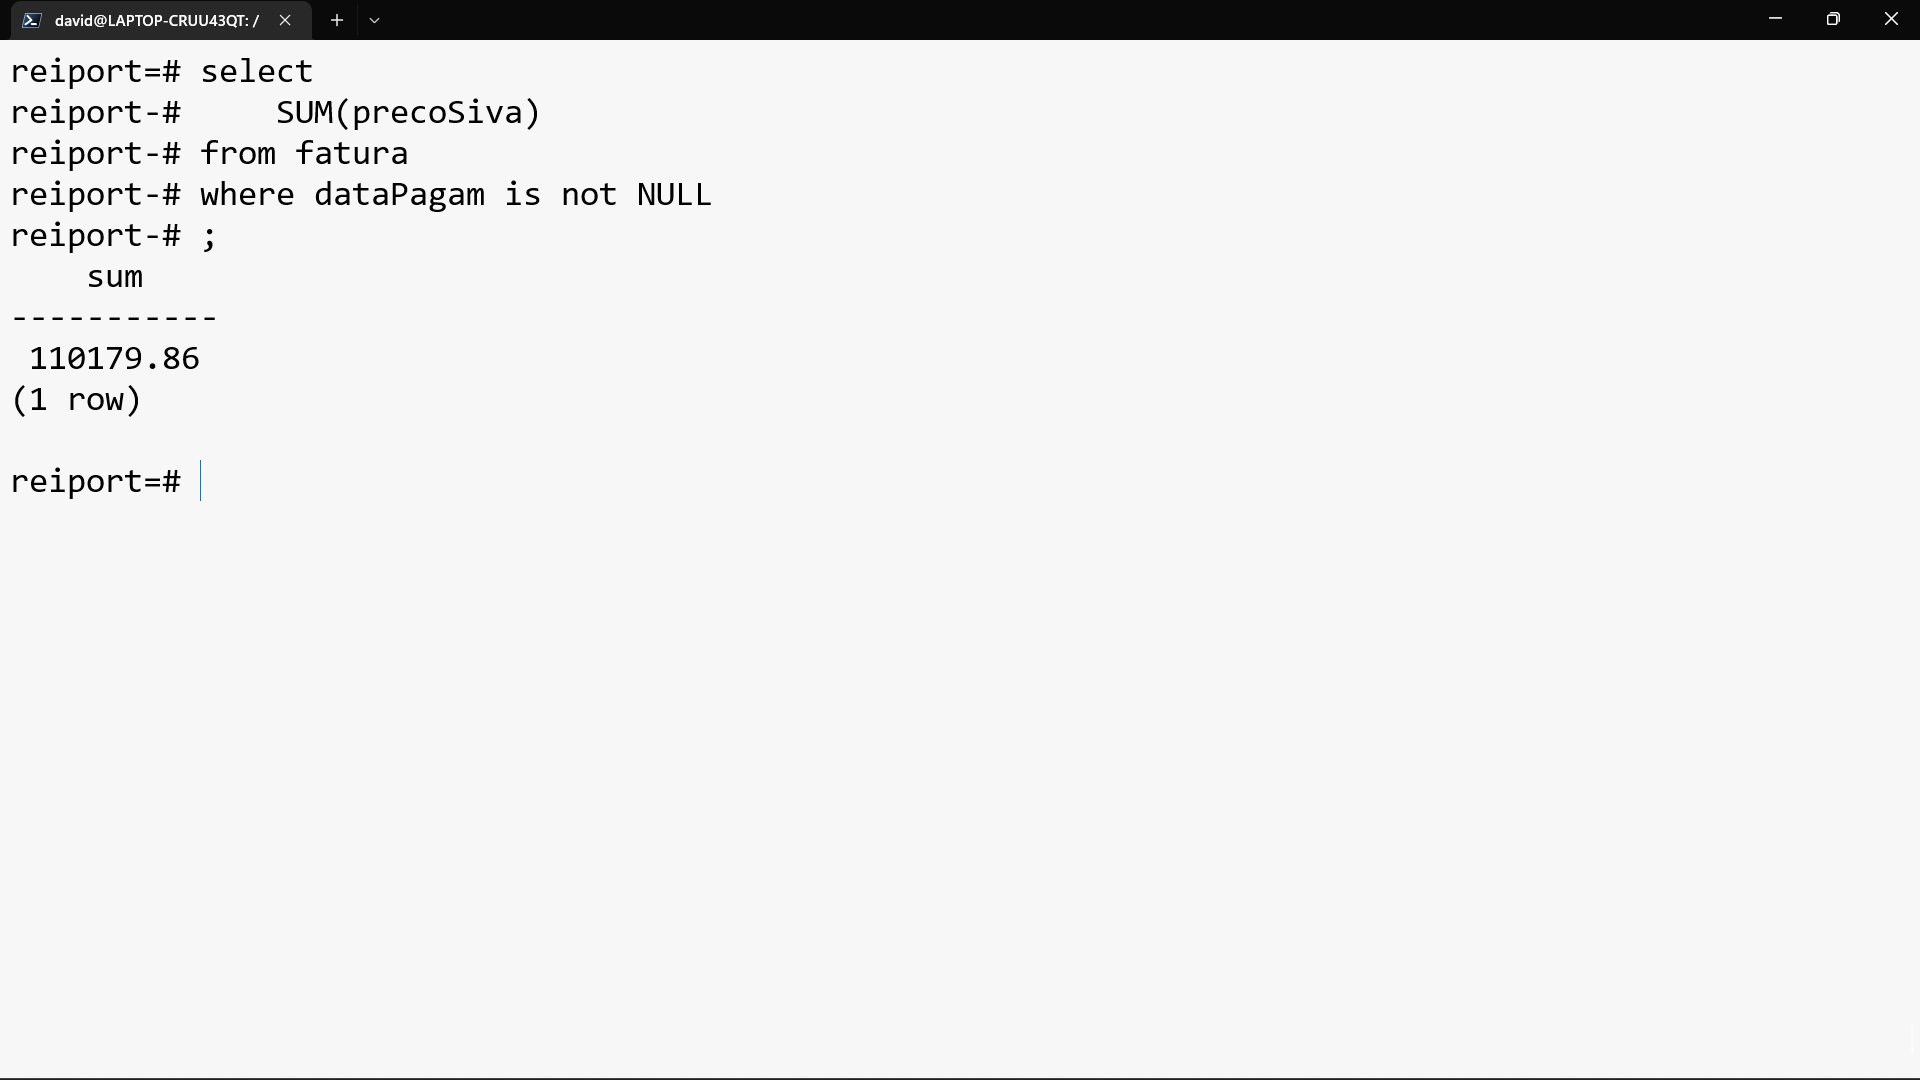 david@LAPTOP-CRUU43QT: /
reiport=# select
reiport-#     SUM(precoSiva)
reiport-# from fatura
reiport-# where dataPagam is not NULL
reiport-# ;
    sum
-----------
 110179.86
(1 row)

reiport=#